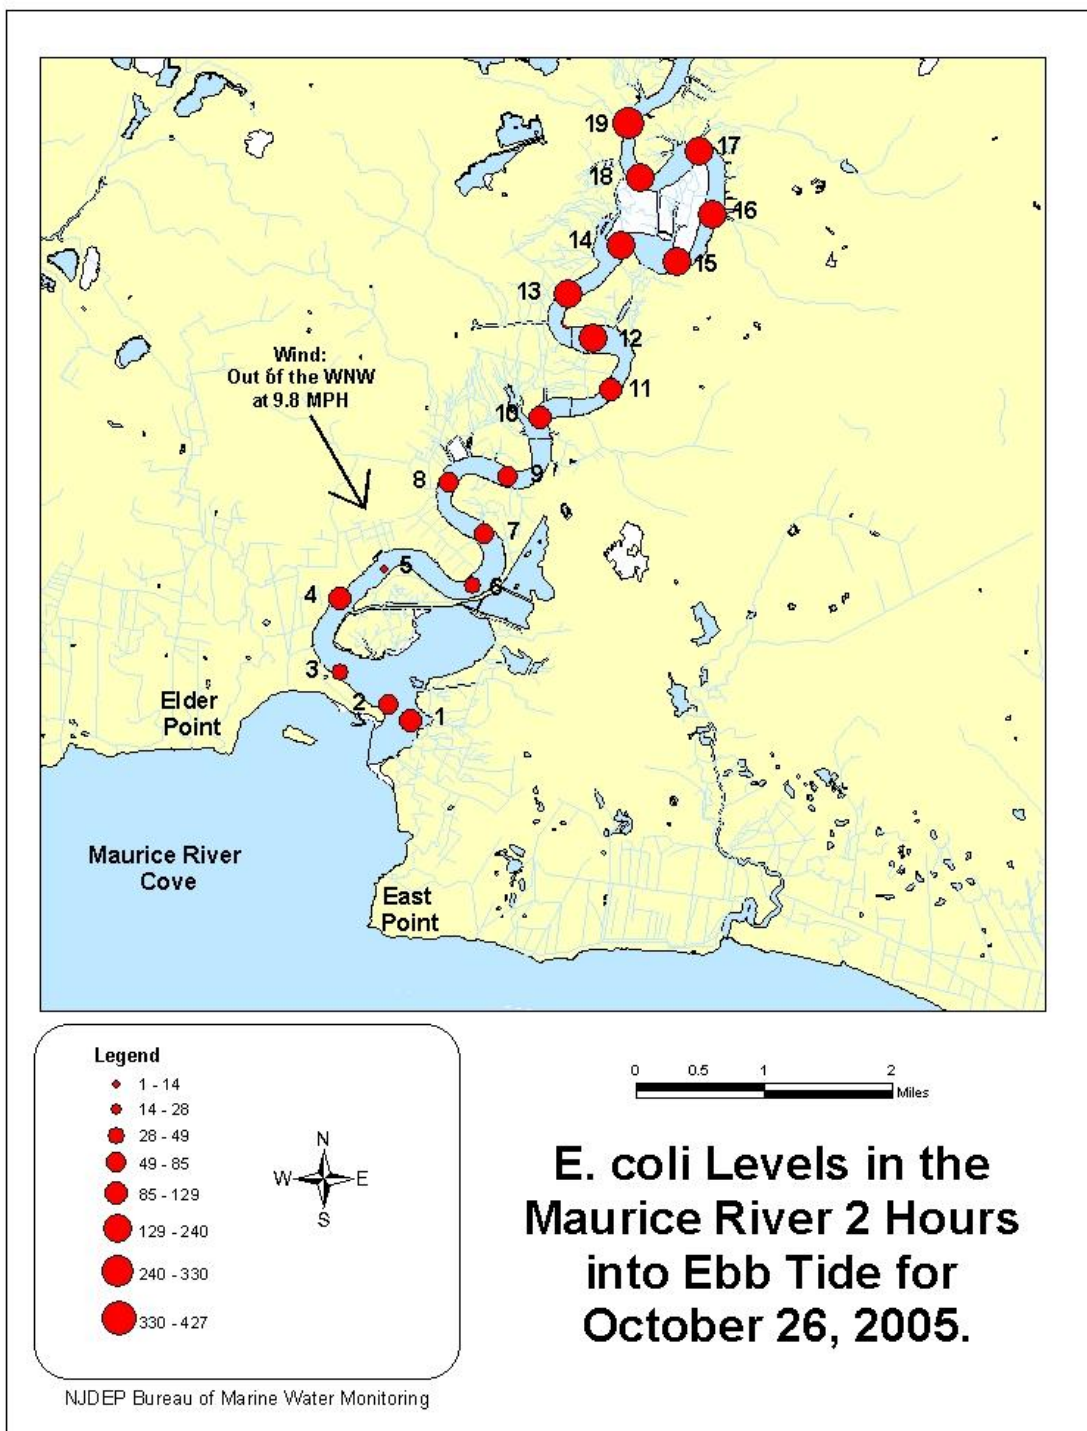 19
17
18
16
14
15
13
12
Wind:
Out of the WNW
at 9.8 MPH
11
10
9
8
7
5
6
4
3
Elder
Point
2
1
Maurice River
Cove
East
Point
Legend
1 - 14
14 - 28
28 - 49
49 - 85
85 - 129
129 - 240
240 - 330
330 - 427
N
W E
S
0 0.5 1 2
Miles
E. coli Levels in the
Maurice River 2 Hours
into Ebb Tide for
October 26, 2005.
NJDEP Bureau of Marine Water Monitoring